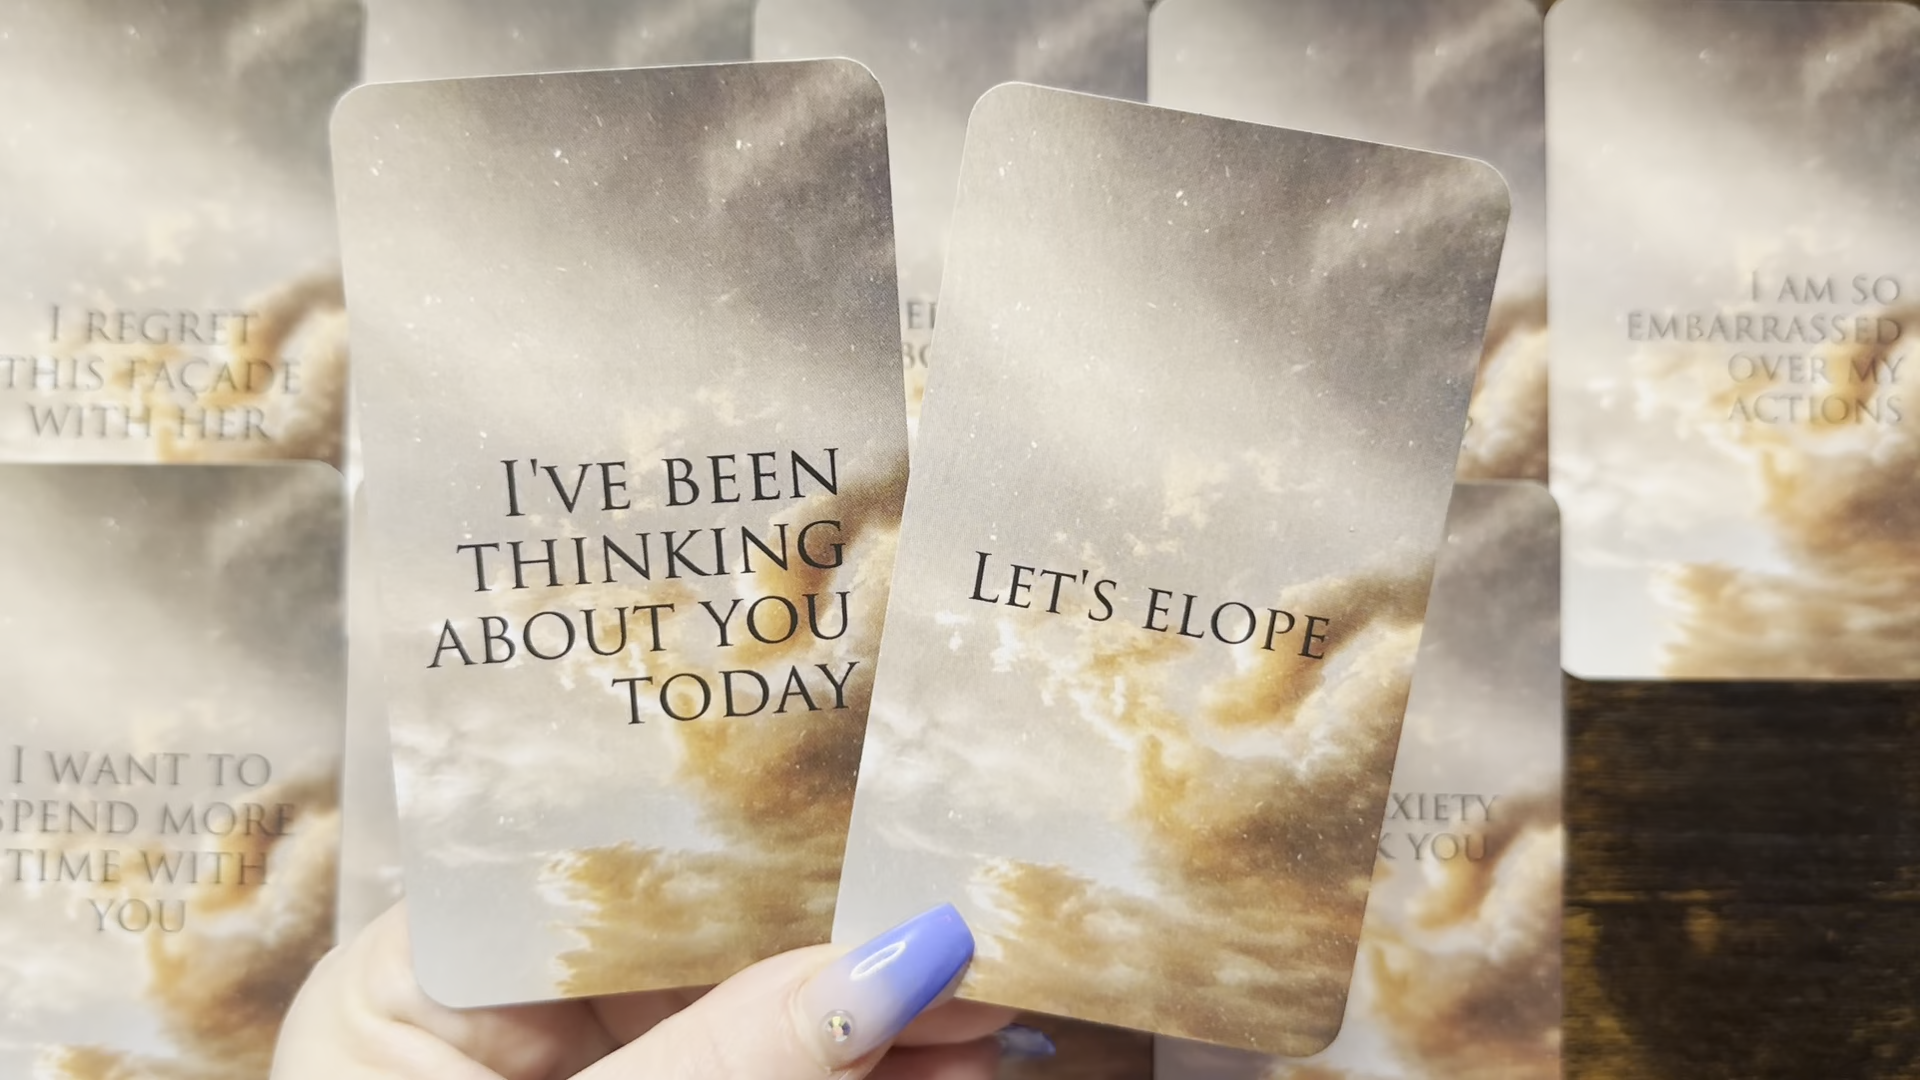 I REGRET
THIS FAÇADE
WITH HER
I'VE BEEN
THINKING
ABOUT YOU
TODAY
LET'S ELOPE
I AM SO
EMBARRASSED
OVER MY
ACTIONS
I WANT TO
SPEND MORE
TIME WITH
YOU
YOU